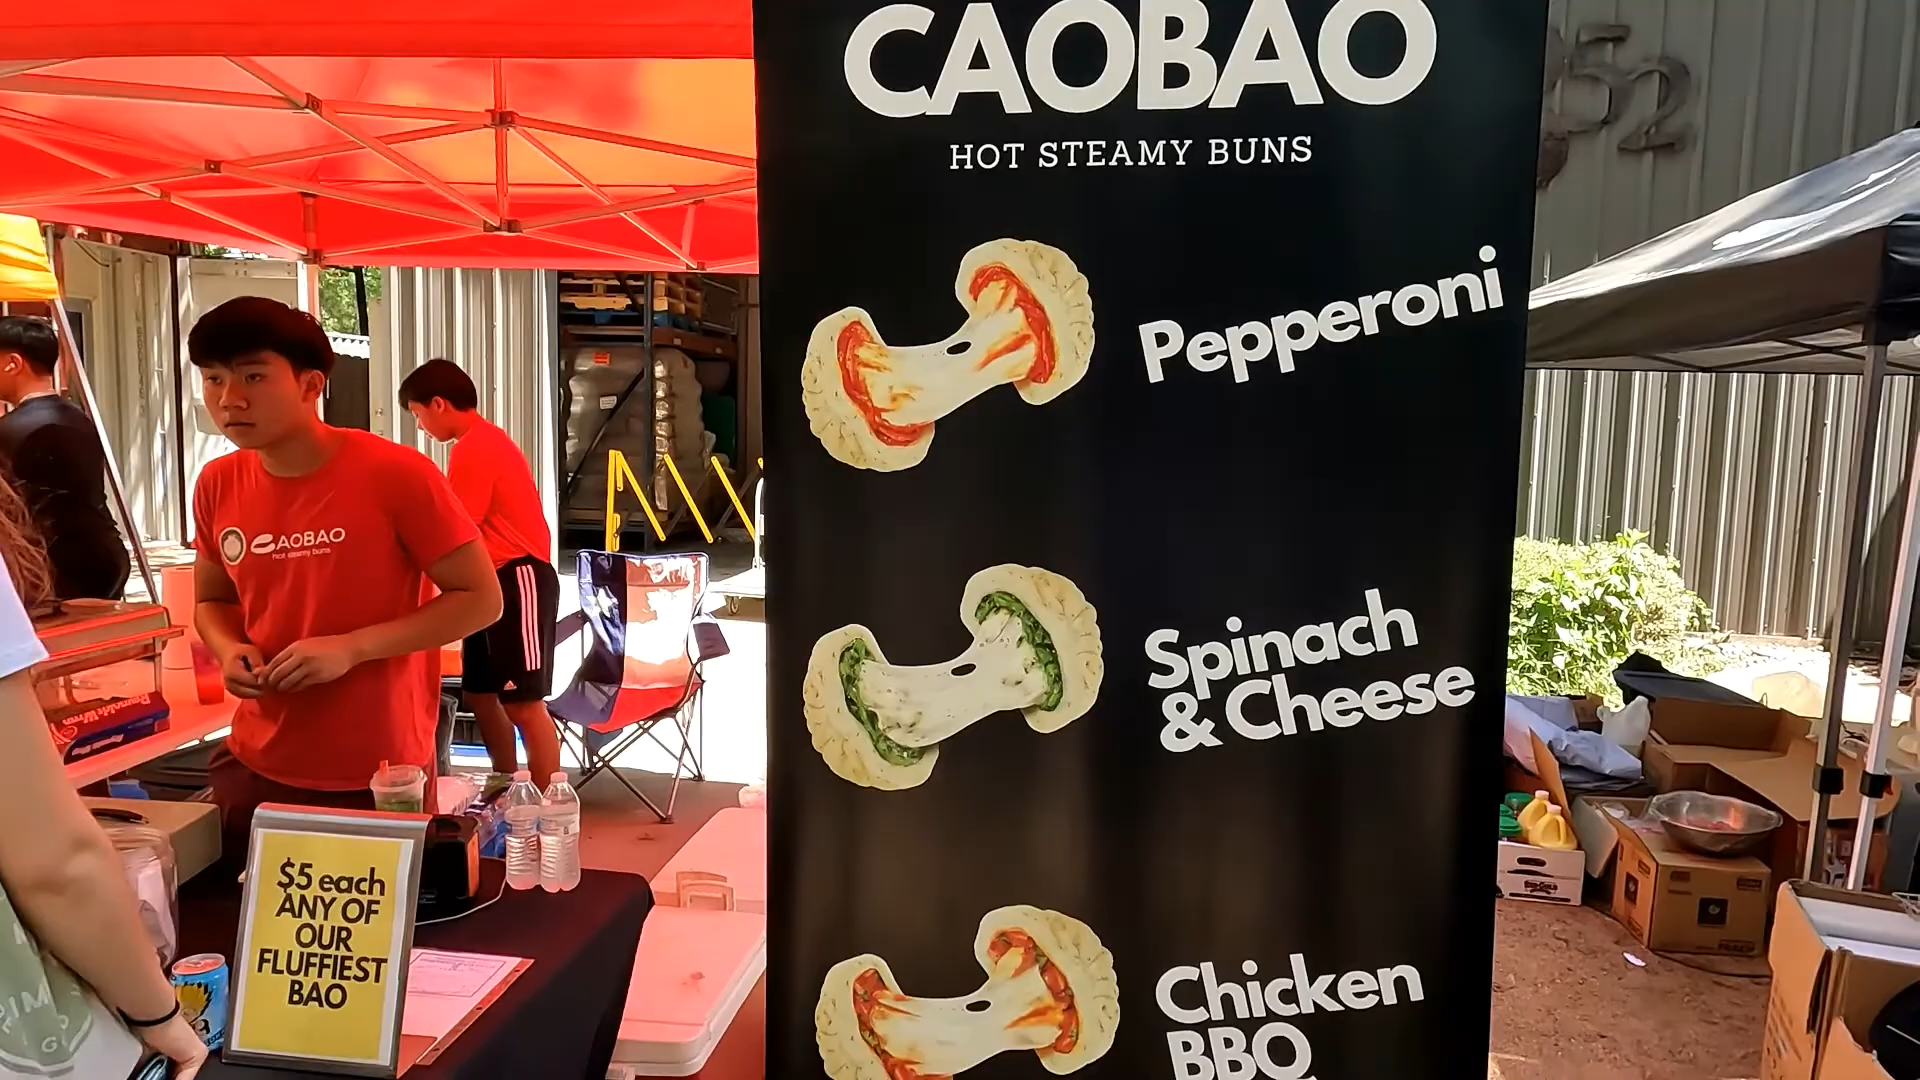 CAOBAO
HOT STEAMY BUNS
Pepperoni
Spinach
& Cheese
Chicken
BBQ
52
CAOBAO
hot steamy buns
$5 each
ANY OF
OUR
FLUFFIEST
BAO